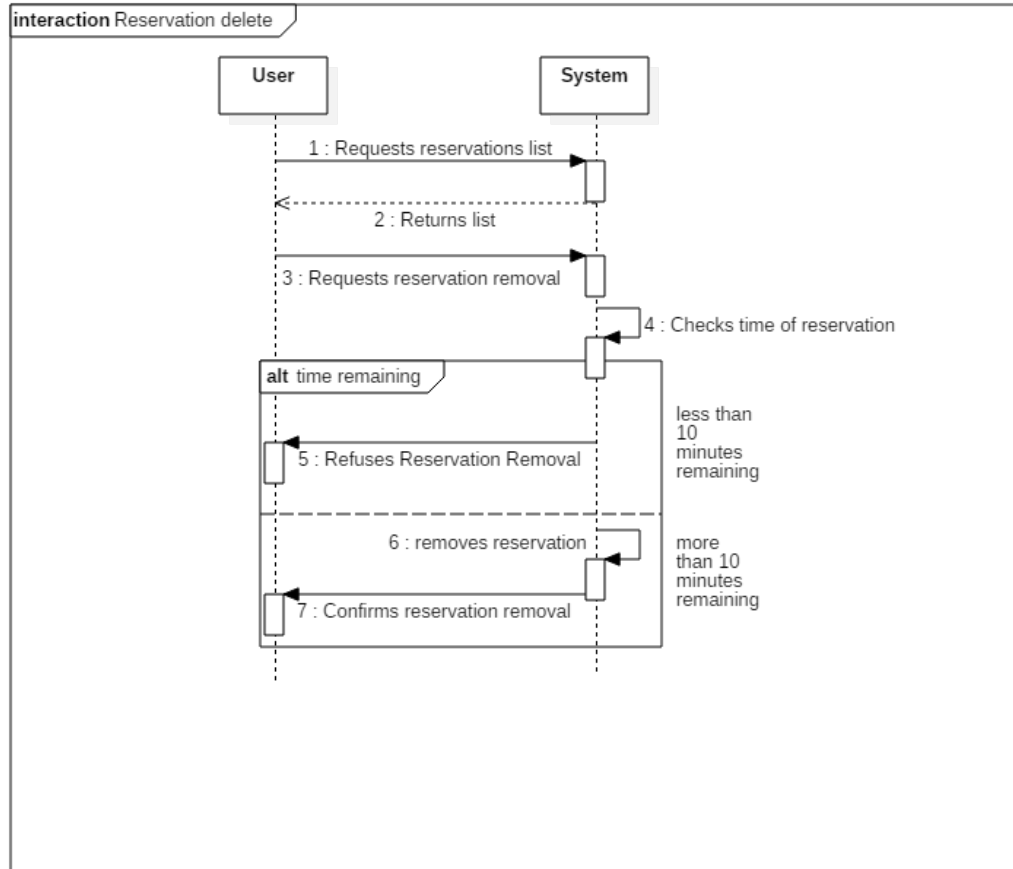 interaction Reservation delete
User
System
1 : Requests reservations list
2 : Returns list
3 : Requests reservation removal
4 : Checks time of reservation
alt time remaining
less than
10
minutes
remaining
5 : Refuses Reservation Removal
6 : removes reservation
more
than 10
minutes
remaining
7 : Confirms reservation removal